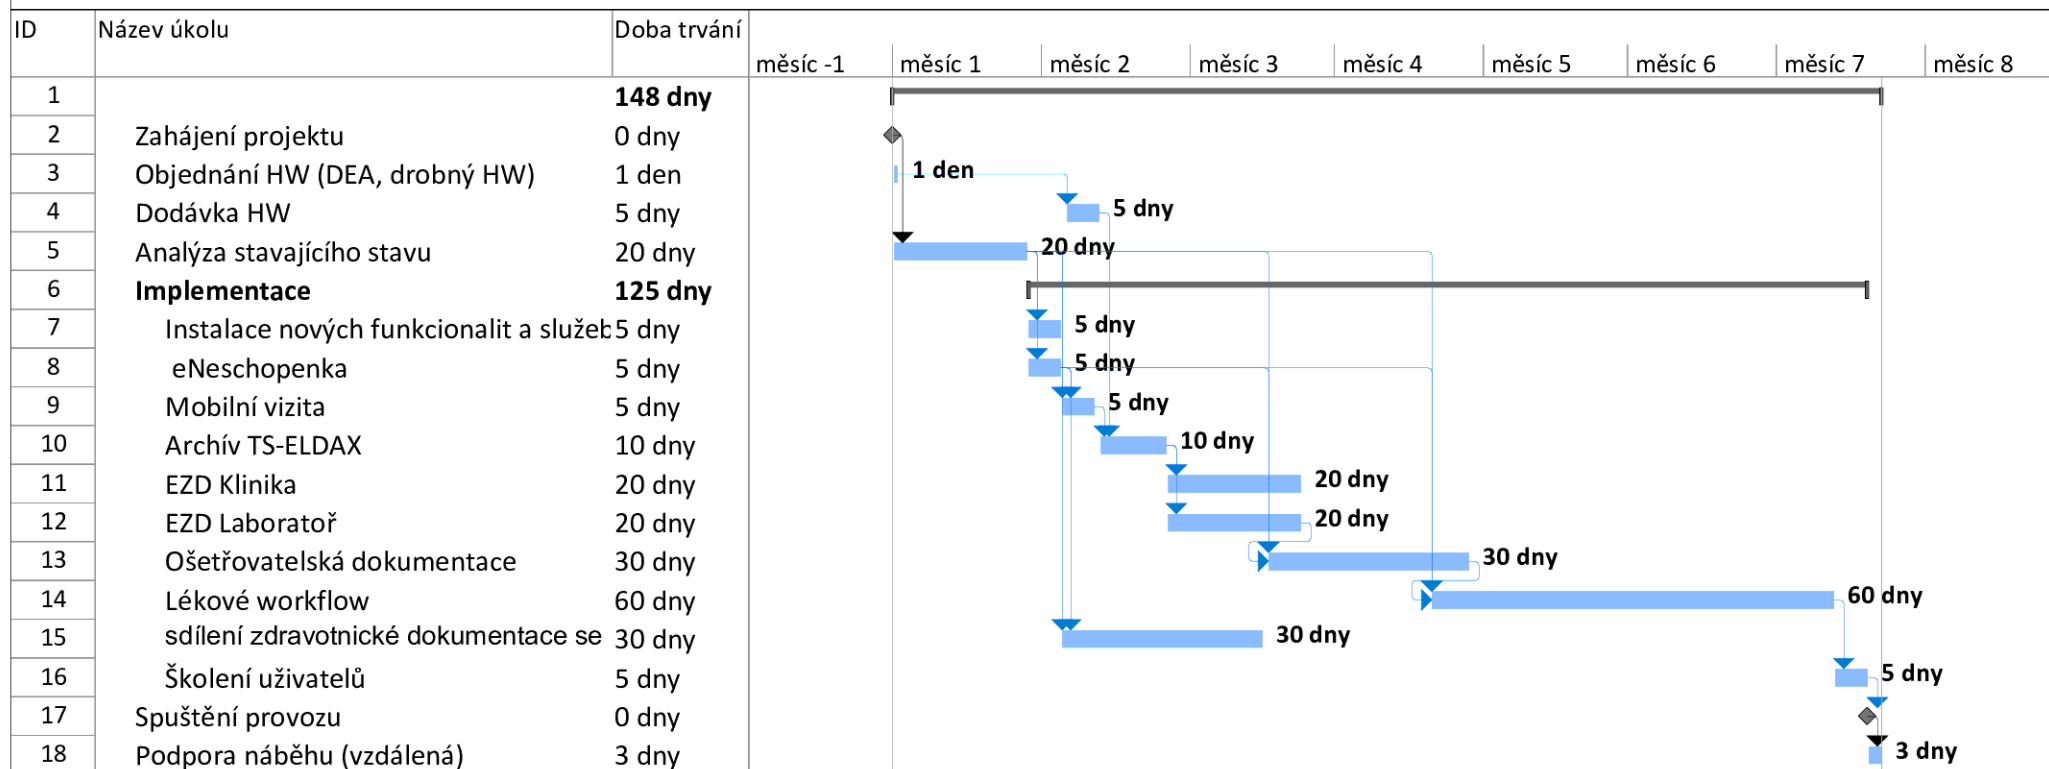 ID Název úkolu Doba trvání
měsíc -1 měsíc 1 měsíc 2 měsíc 3 měsíc 4 měsíc 5 měsíc 6 měsíc 7 měsíc 8
1 148 dny
2 Zahájení projektu 0 dny
3 Objednání HW (DEA, drobný HW) 1 den 1 den
4 Dodávka HW 5 dny 5 dny
5 Analýza stavajícího stavu 20 dny 20 dny
6 Implementace 125 dny
7 Instalace nových funkcionalit a služeb 5 dny 5 dny
8 eNeschopenka 5 dny 5 dny
9 Mobilní vizita 5 dny 5 dny
10 Archív TS-ELDAX 10 dny 10 dny
11 EZD Klinika 20 dny 20 dny
12 EZD Laboratoř 20 dny 20 dny
13 Ošetřovatelská dokumentace 30 dny 30 dny
14 Lékové workflow 60 dny 60 dny
15 sdílení zdravotnické dokumentace se 30 dny 30 dny
16 Školení uživatelů 5 dny 5 dny
17 Spuštění provozu 0 dny
18 Podpora náběhu (vzdálená) 3 dny 3 dny